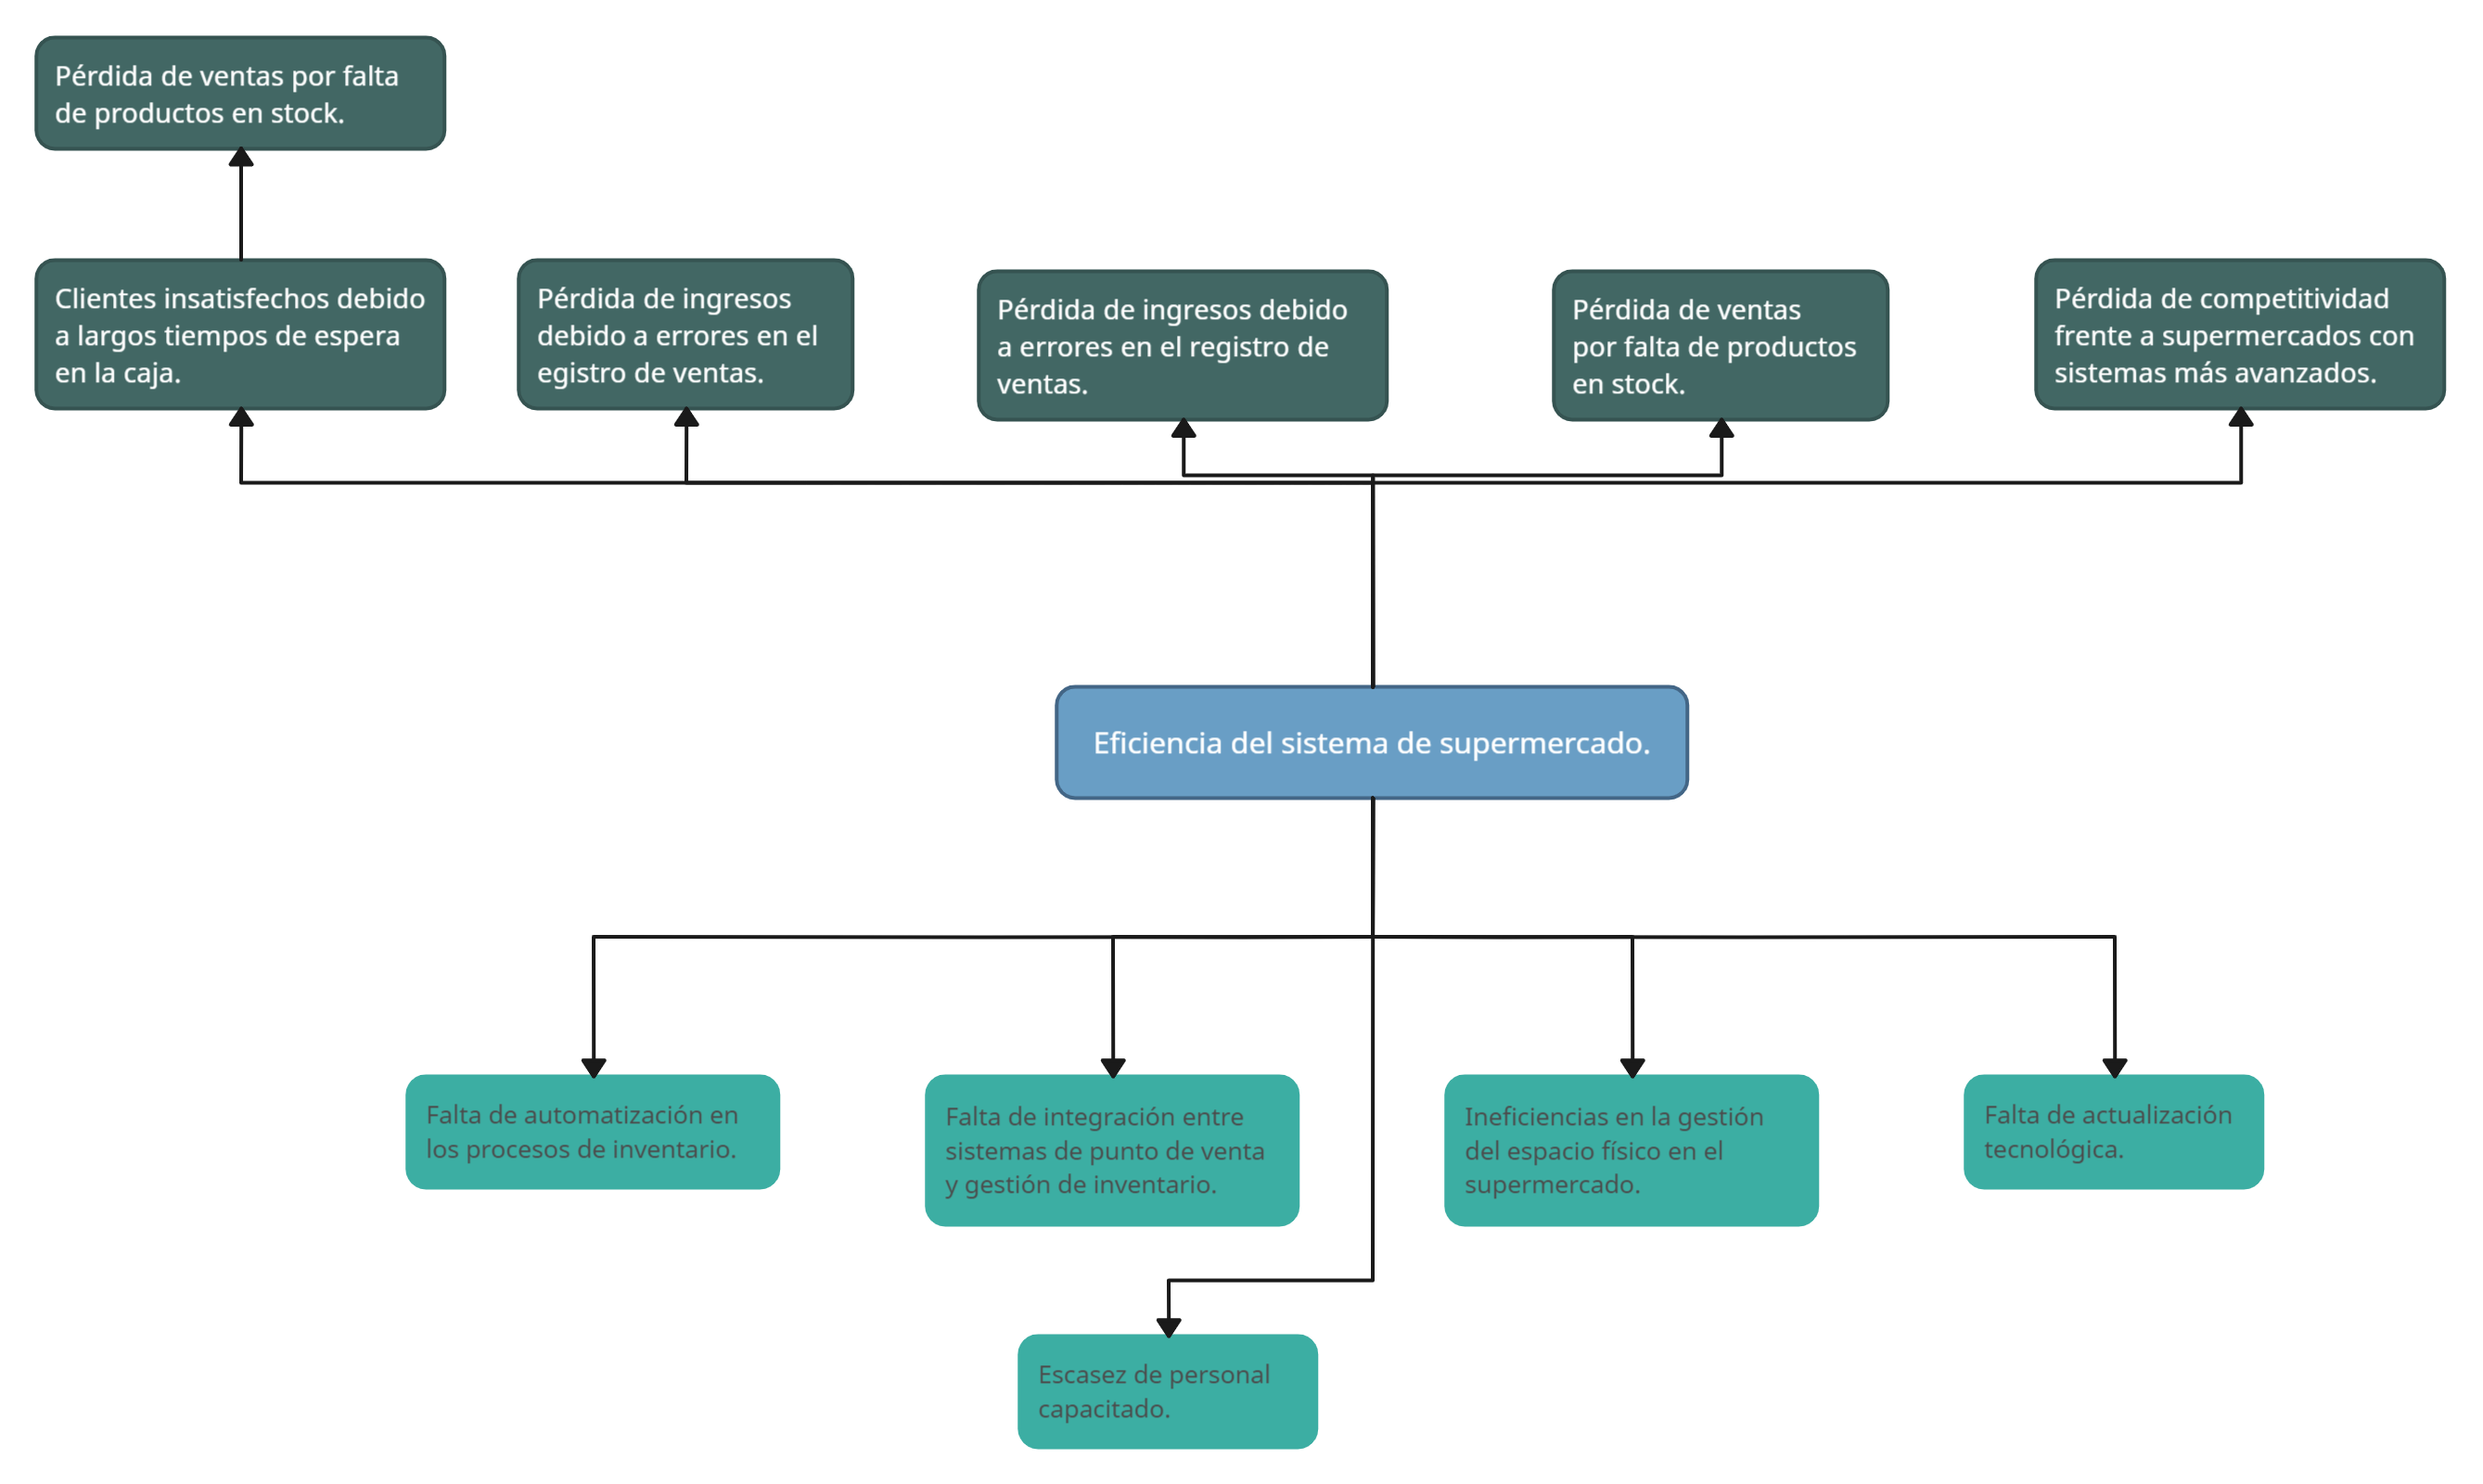 Pérdida de ventas por falta
de productos en stock.
Clientes insatisfechos debido
a largos tiempos de espera
en la caja.
Pérdida de ingresos
debido a errores en el
egistro de ventas.
Pérdida de ingresos debido
a errores en el registro de
ventas.
Pérdida de ventas
por falta de productos
en stock.
Pérdida de competitividad
frente a supermercados con
sistemas más avanzados.
Eficiencia del sistema de supermercado.
Falta de automatización en
los procesos de inventario.
Falta de integración entre
sistemas de punto de venta
y gestión de inventario.
Ineficiencias en la gestión
del espacio físico en el
supermercado.
Falta de actualización
tecnológica.
Escasez de personal
capacitado.